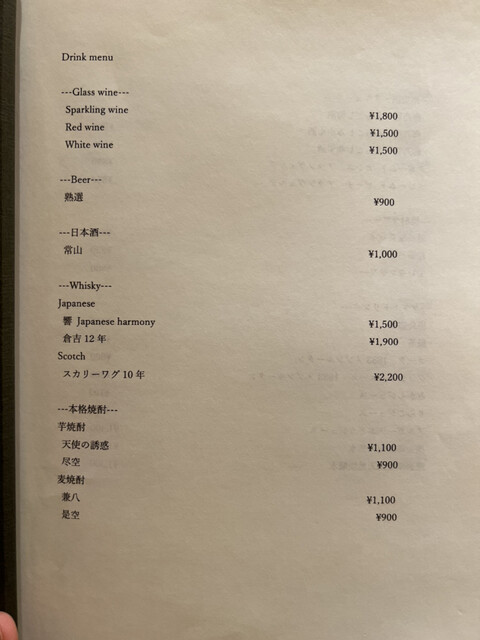 Drink menu
---Glass wine---
Sparkling wine ¥1,800
Red wine ¥1,500
White wine ¥1,500
---Beer---
熟選 ¥900
---日本酒---
常山 ¥1,000
---Whisky---
Japanese
響 Japanese harmony ¥1,500
倉吉 12 年 ¥1,900
Scotch
スカリーワグ 10 年 ¥2,200
---本格焼酎---
芋焼酎
天使の誘惑 ¥1,100
尽空 ¥900
麦焼酎
兼八 ¥1,100
是空 ¥900